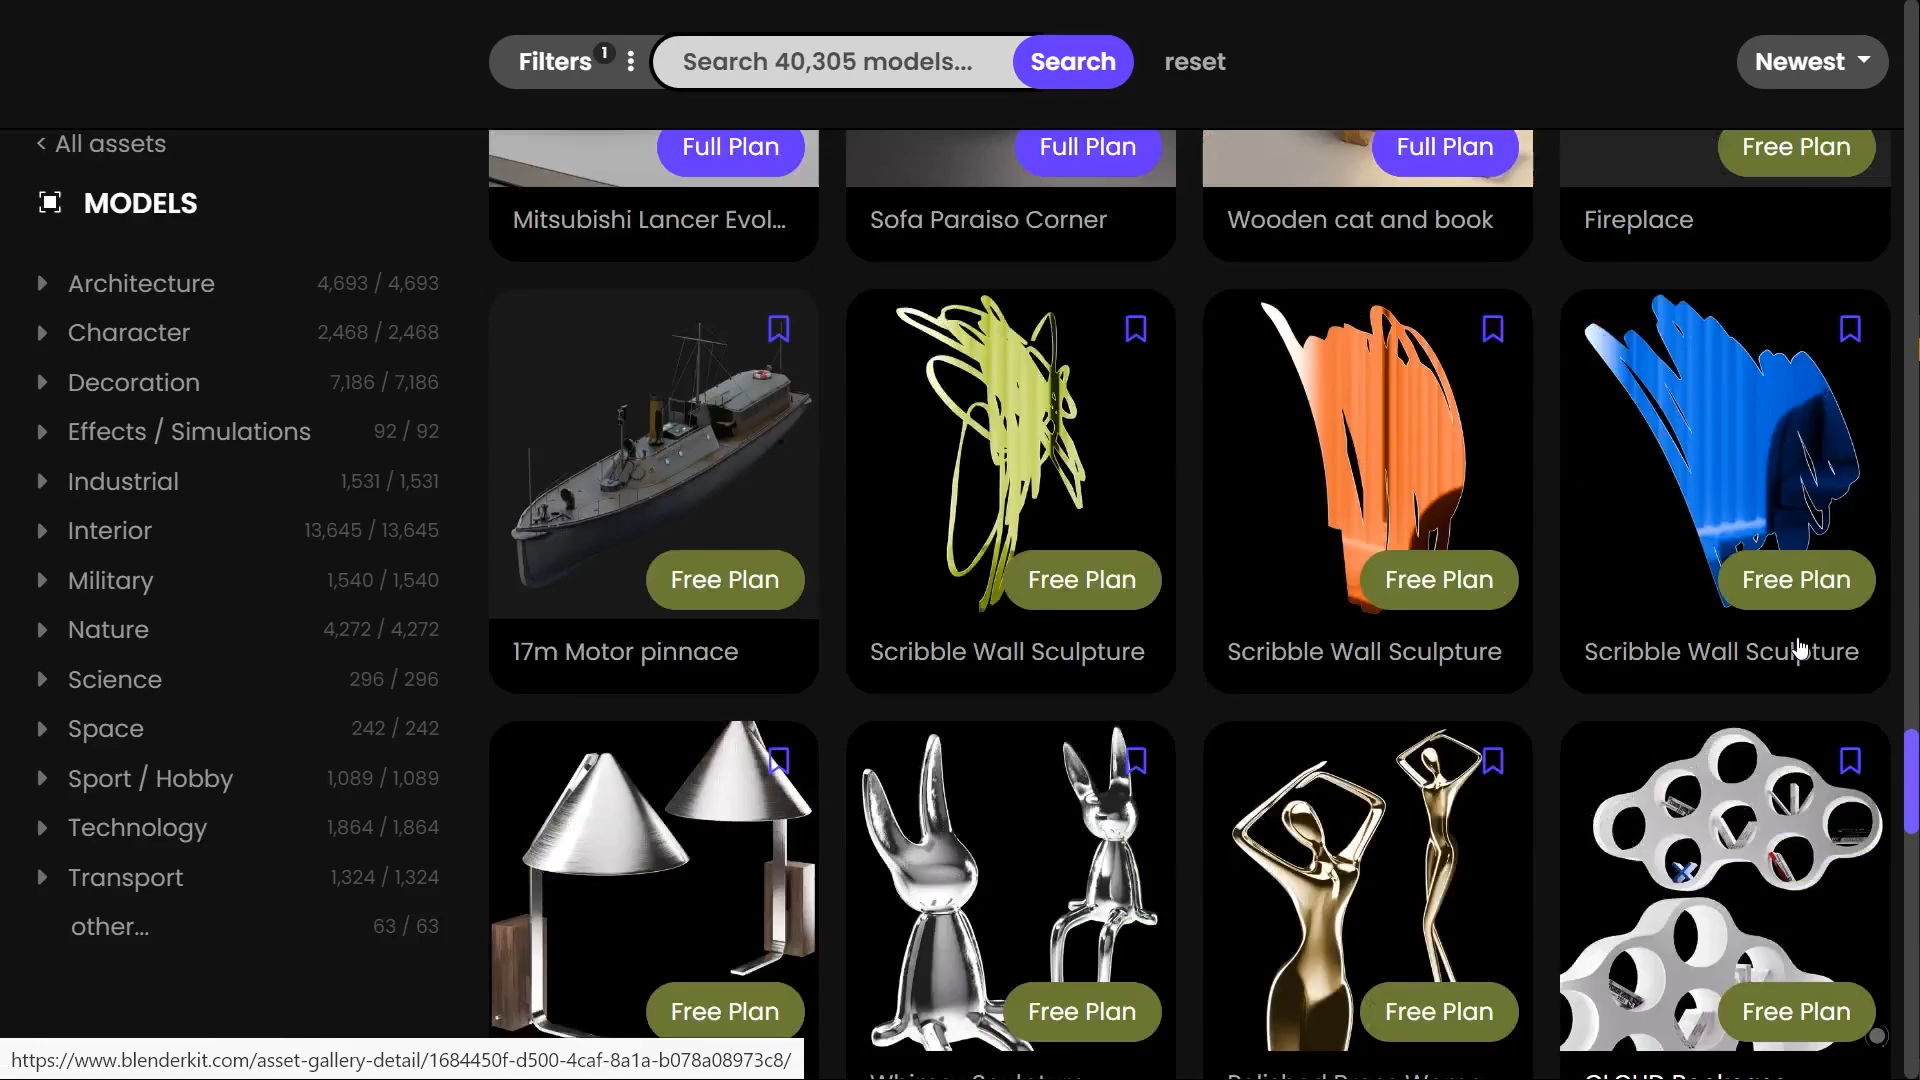 Filters 1
Search 40,305 models...
Search
reset
Newest
< All assets
MODELS
Architecture 4,693 / 4,693
Character 2,468 / 2,468
Decoration 7,186 / 7,186
Effects / Simulations 92 / 92
Industrial 1,531 / 1,531
Interior 13,645 / 13,645
Military 1,540 / 1,540
Nature 4,272 / 4,272
Science 296 / 296
Space 242 / 242
Sport / Hobby 1,089 / 1,089
Technology 1,864 / 1,864
Transport 1,324 / 1,324
other... 63 / 63
Full Plan
Full Plan
Full Plan
Free Plan
Mitsubishi Lancer Evol...
Sofa Paraiso Corner
Wooden cat and book
Fireplace
Free Plan
Free Plan
Free Plan
Free Plan
17m Motor pinnace
Scribble Wall Sculpture
Scribble Wall Sculpture
Scribble Wall Sculpture
Free Plan
Free Plan
Free Plan
Free Plan
https://www.blenderkit.com/asset-gallery-detail/1684450f-d500-4caf-8a1a-b078a08973c8/